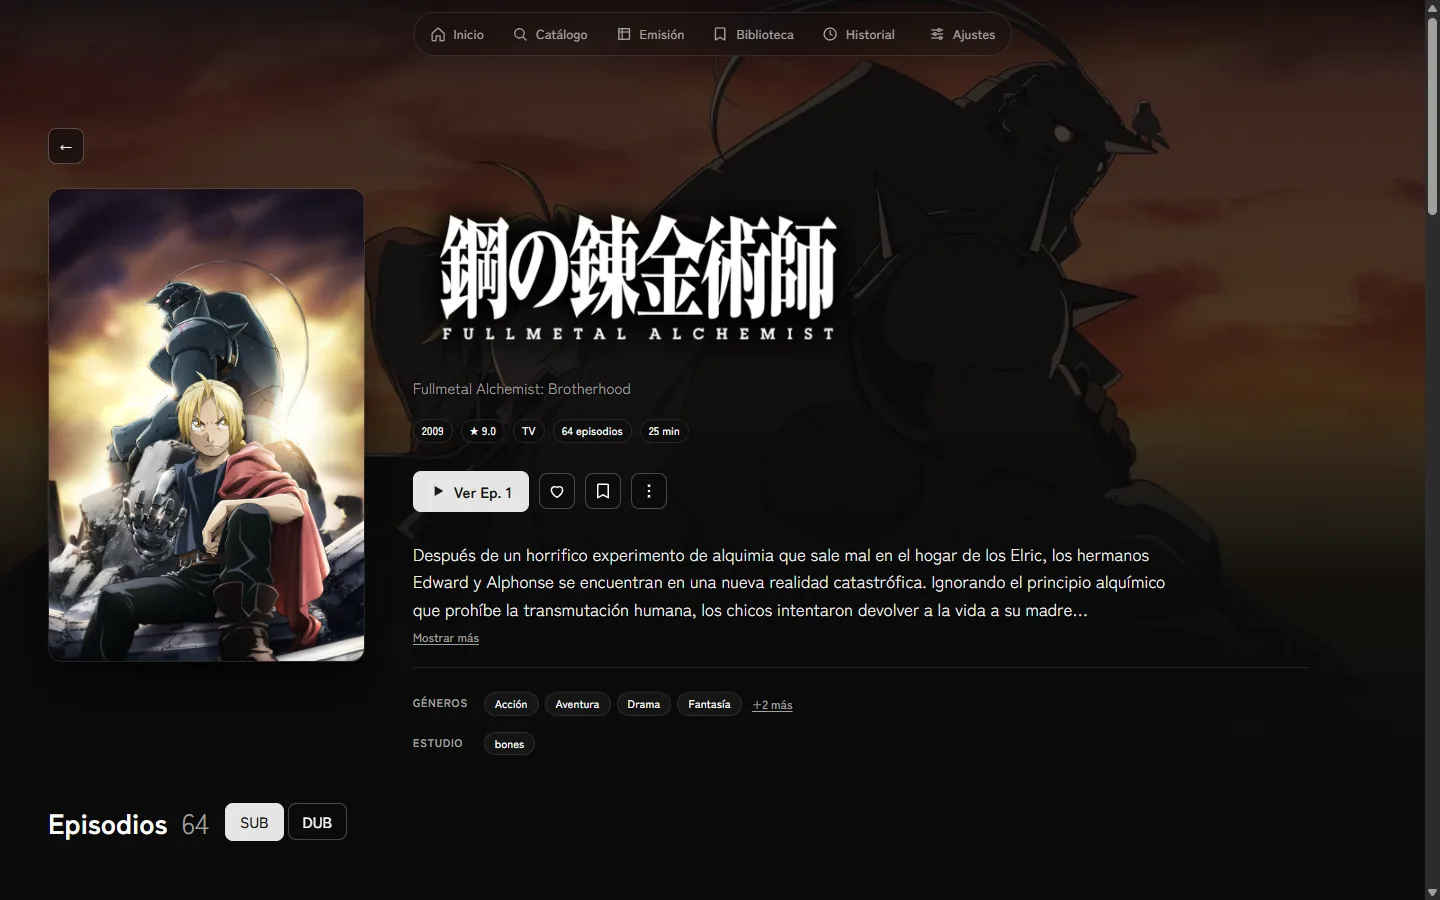 Inicio
Catálogo
Emisión
Biblioteca
Historial
Ajustes
←
鋼の錬金術師
FULLMETAL ALCHEMIST
Fullmetal Alchemist: Brotherhood
2009
★ 9.0
TV
64 episodios
25 min
Ver Ep. 1
Después de un horrifico experimento de alquimia que sale mal en el hogar de los Elric, los hermanos
Edward y Alphonse se encuentran en una nueva realidad catastrófica. Ignorando el principio alquímico
que prohíbe la transmutación humana, los chicos intentaron devolver a la vida a su madre...
Mostrar más
GÉNEROS
Acción
Aventura
Drama
Fantasía
+2 más
ESTUDIO
bones
Episodios 64
SUB
DUB